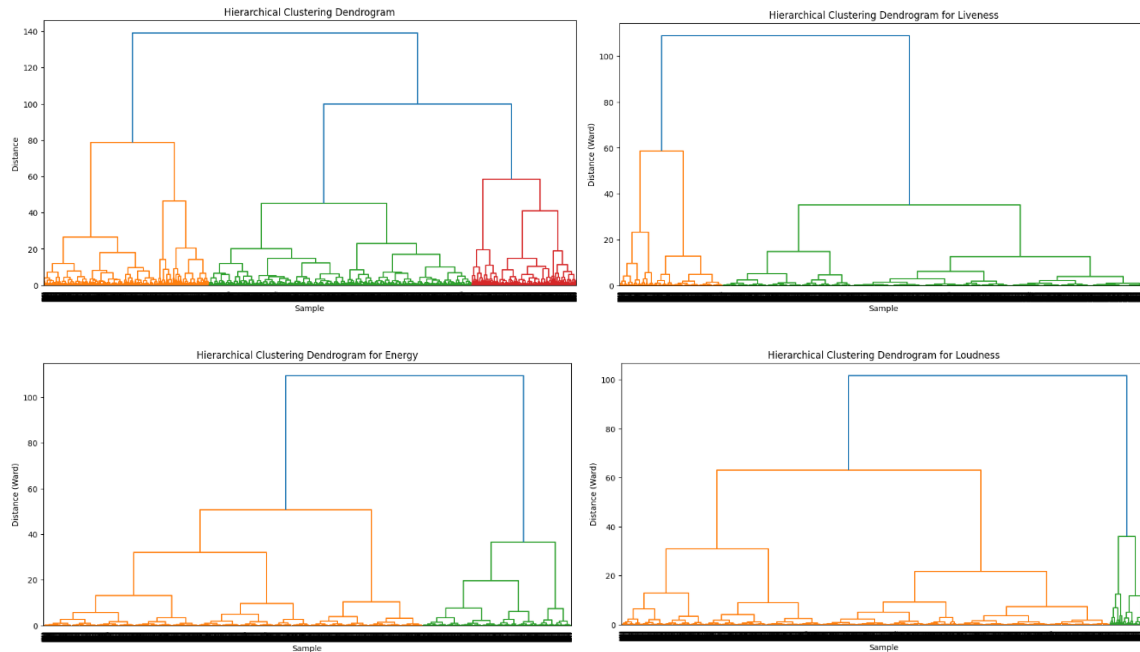 Hierarchical Clustering Dendrogram
140
120
100
80
60
40
20
0
Distance
Sample
Hierarchical Clustering Dendrogram for Liveness
100
80
60
40
20
0
Distance (Ward)
Sample
Hierarchical Clustering Dendrogram for Energy
100
80
60
40
20
0
Distance (Ward)
Sample
Hierarchical Clustering Dendrogram for Loudness
100
80
60
40
20
0
Distance (Ward)
Sample